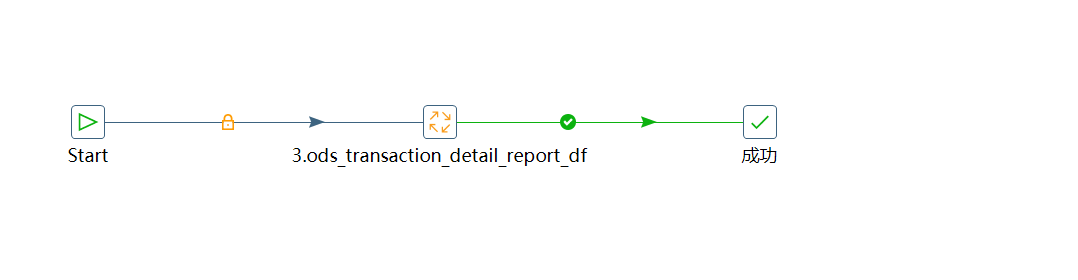 Start
3.ods_transaction_detail_report_df
成功